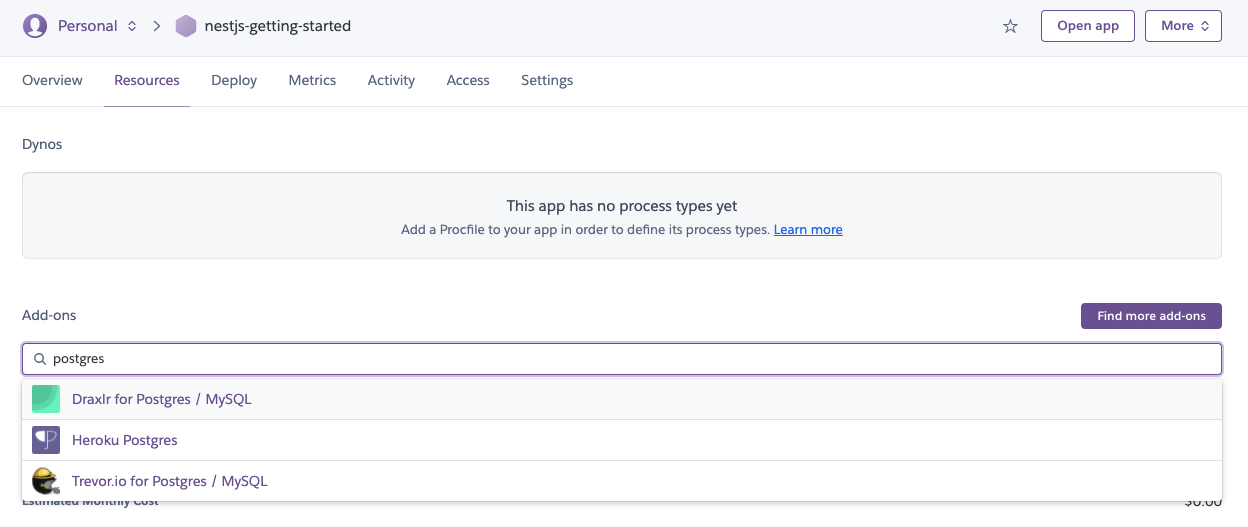 Personal nestjs-getting-started Open app More
Overview Resources Deploy Metrics Activity Access Settings
Dynos
This app has no process types yet
Add a Procfile to your app in order to define its process types. Learn more
Add-ons Find more add-ons
postgres
Draxlr for Postgres / MySQL
Heroku Postgres
Trevor.io for Postgres / MySQL
Estimated Monthly Cost $0.00